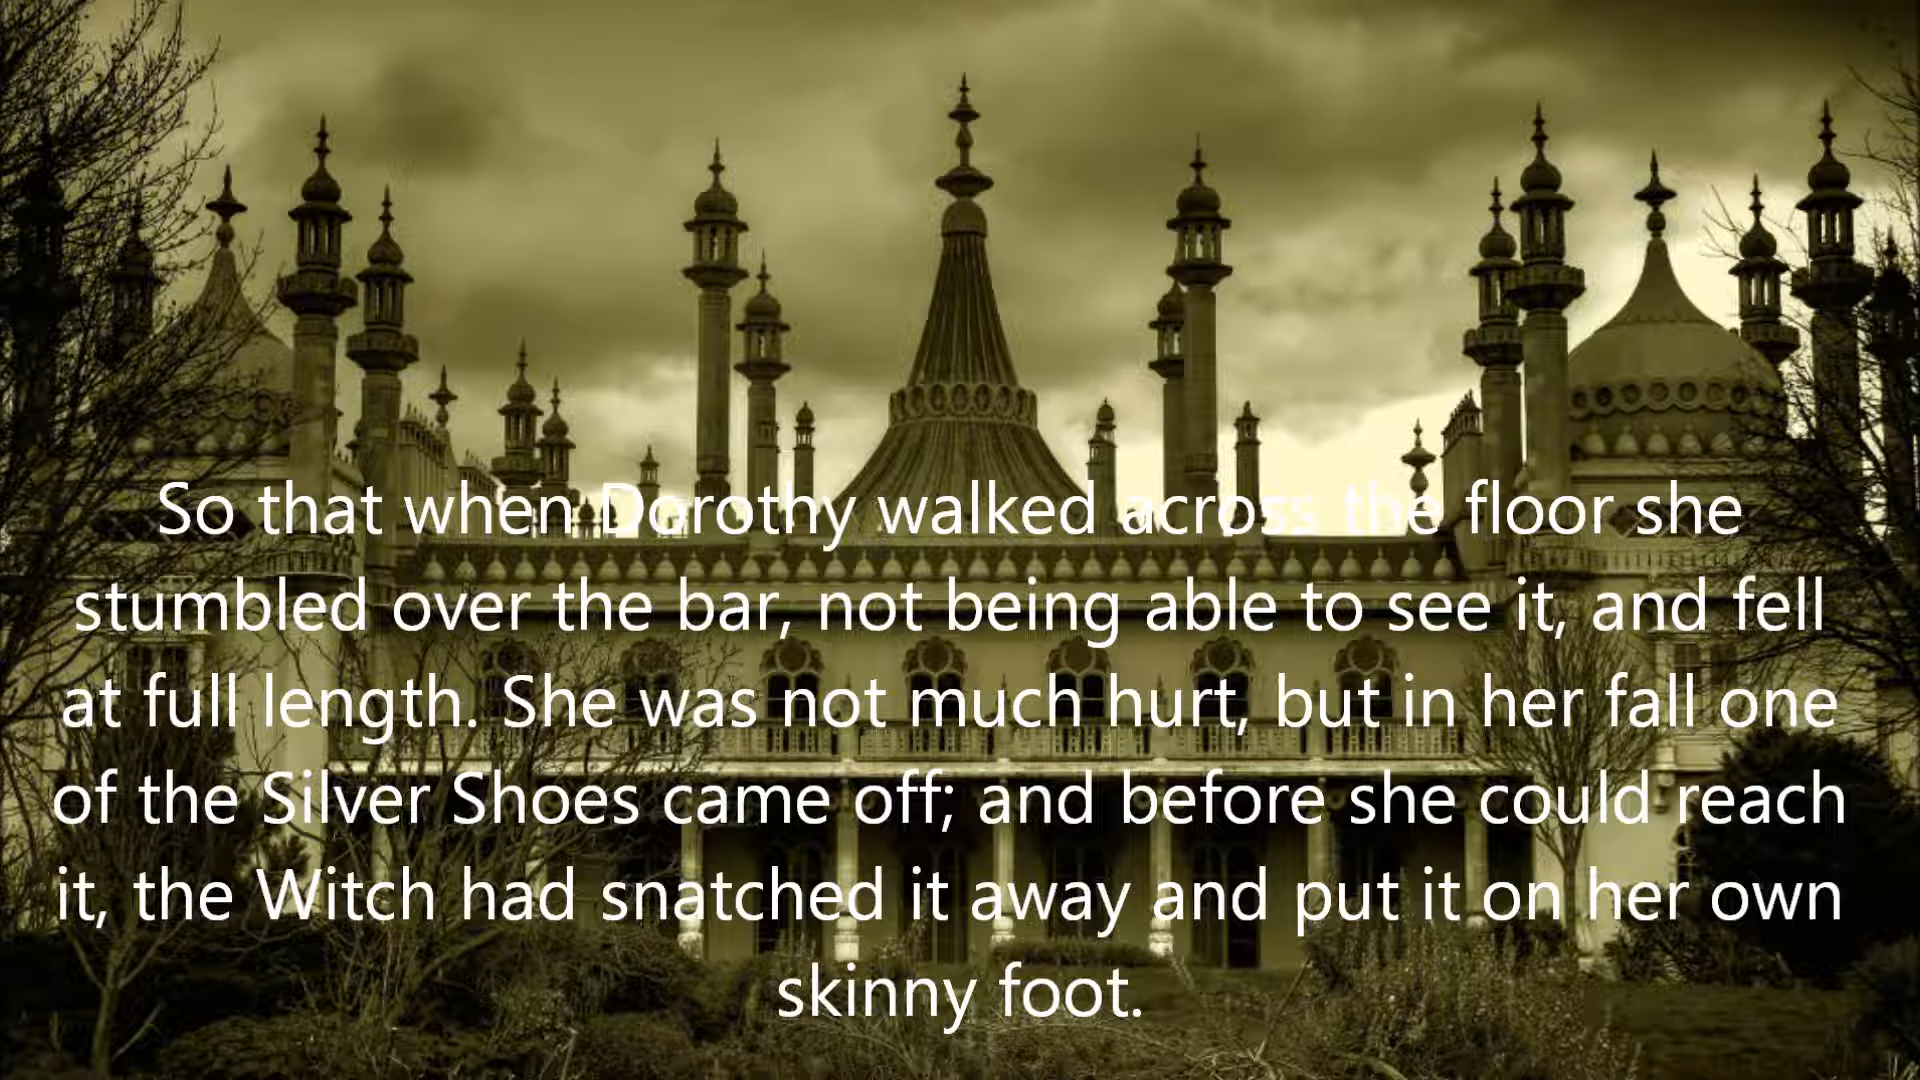 So that when Dorothy walked across the floor she
stumbled over the bar, not being able to see it, and fell
at full length. She was not much hurt, but in her fall one
of the Silver Shoes came off; and before she could reach
it, the Witch had snatched it away and put it on her own
skinny foot.